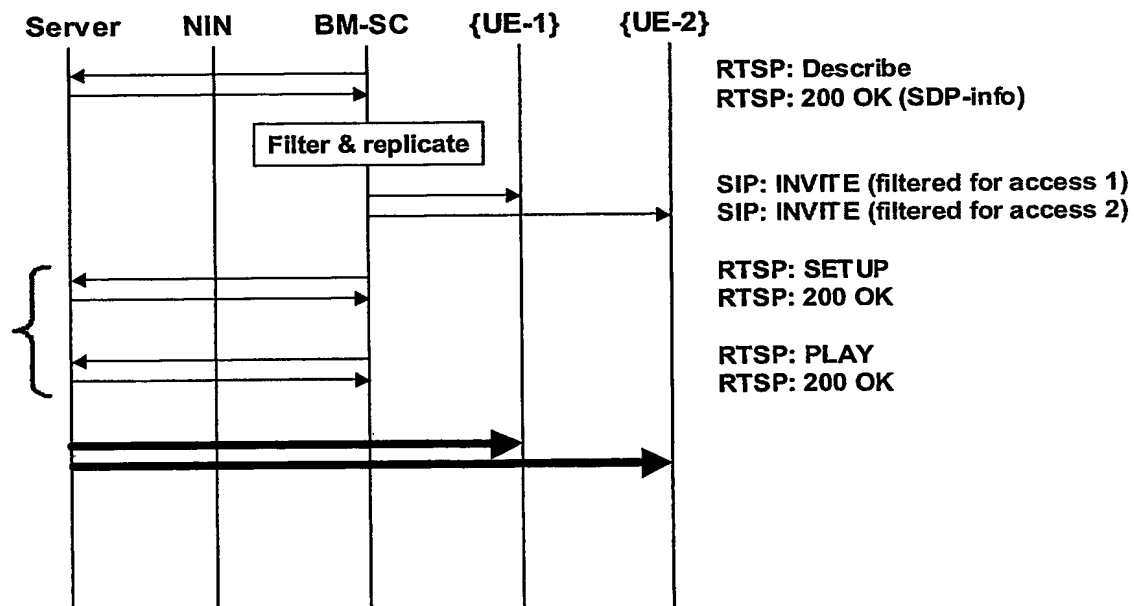 Server NIN BM-SC {UE-1} {UE-2}
RTSP: Describe
RTSP: 200 OK (SDP-info)
Filter & replicate
SIP: INVITE (filtered for access 1)
SIP: INVITE (filtered for access 2)
RTSP: SETUP
RTSP: 200 OK
RTSP: PLAY
RTSP: 200 OK